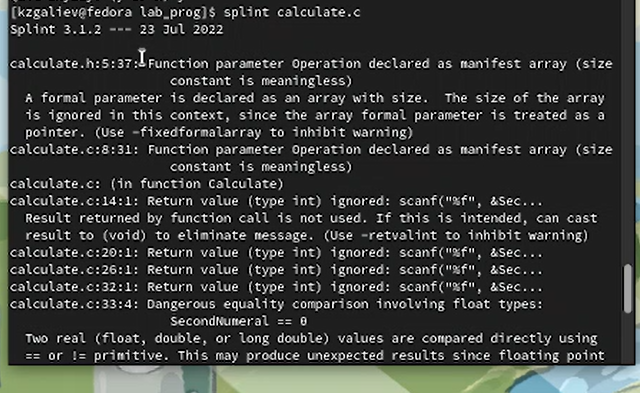 [kzgaliev@fedora lab_prog]$ splint calculate.c
Splint 3.1.2 --- 23 Jul 2022
calculate.h:5:37: Function parameter Operation declared as manifest array (size
constant is meaningless)
A formal parameter is declared as an array with size.  The size of the array
is ignored in this context, since the array formal parameter is treated as a
pointer. (Use -fixedformalarray to inhibit warning)
calculate.c:8:31: Function parameter Operation declared as manifest array (size
constant is meaningless)
calculate.c: (in function Calculate)
calculate.c:14:1: Return value (type int) ignored: scanf("%f", &Sec...
Result returned by function call is not used. If this is intended, can cast
result to (void) to eliminate message. (Use -retvalint to inhibit warning)
calculate.c:20:1: Return value (type int) ignored: scanf("%f", &Sec...
calculate.c:26:1: Return value (type int) ignored: scanf("%f", &Sec...
calculate.c:32:1: Return value (type int) ignored: scanf("%f", &Sec...
calculate.c:33:4: Dangerous equality comparison involving float types:
SecondNumeral == 0
Two real (float, double, or long double) values are compared directly using
== or != primitive. This may produce unexpected results since floating point